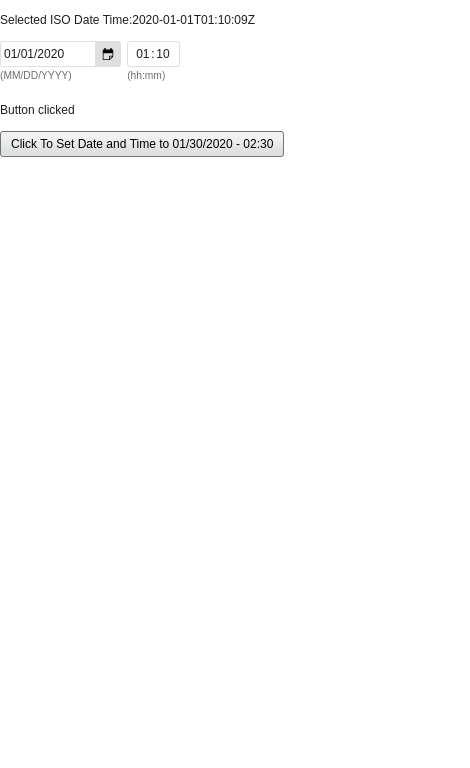 Selected ISO Date Time:2020-01-01T01:10:09Z
01/01/2020 01:10
(MM/DD/YYYY) (hh:mm)
Button clicked
Click To Set Date and Time to 01/30/2020 - 02:30